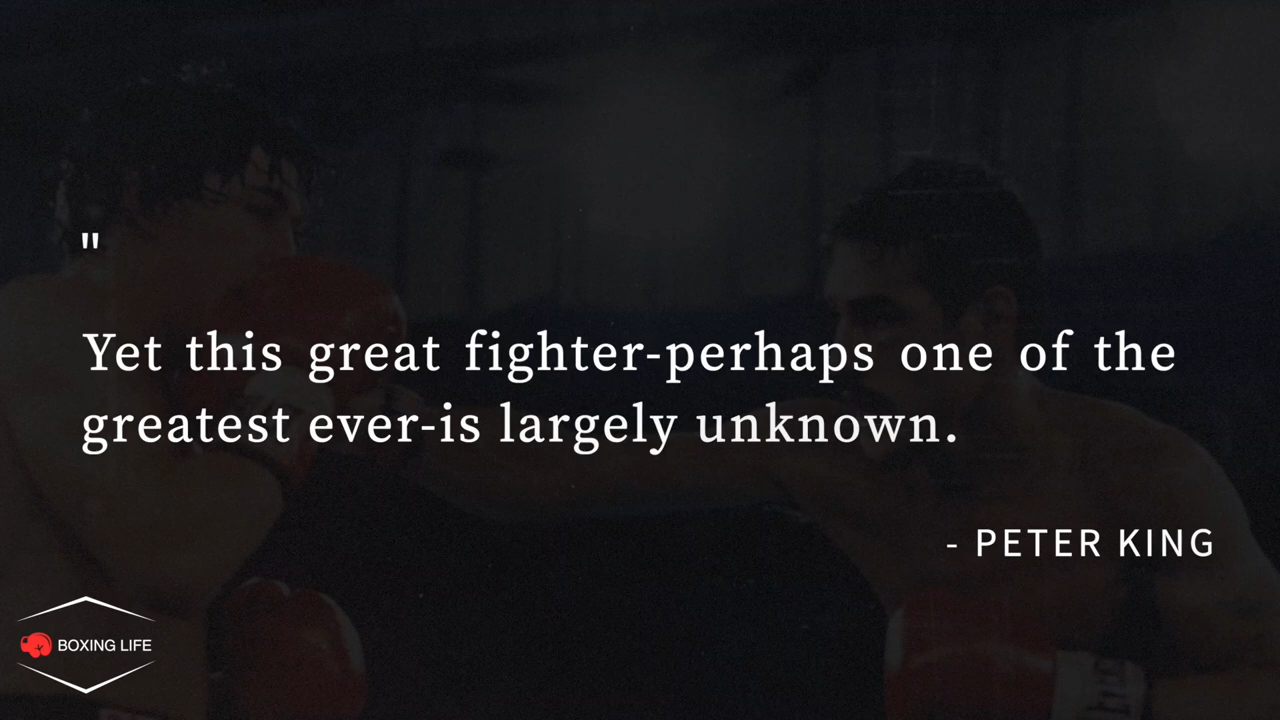 "
Yet this great fighter-perhaps one of the
greatest ever-is largely unknown.
- PETER KING
BOXING LIFE